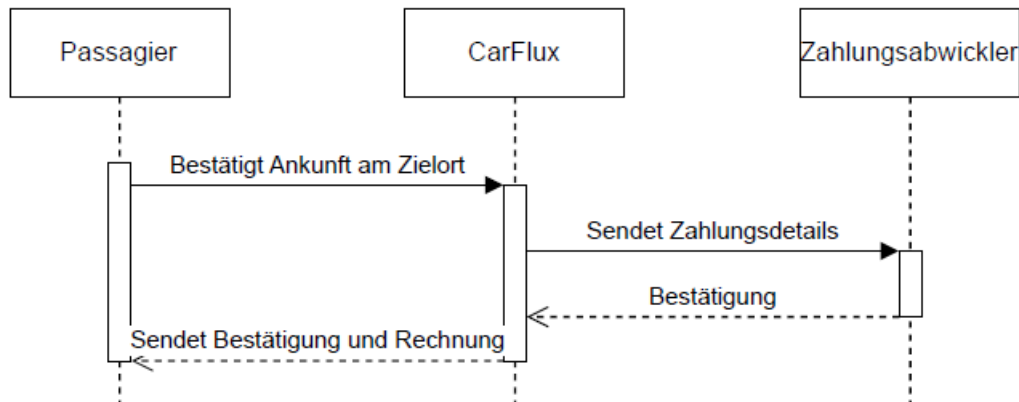 Passagier
CarFlux
Zahlungsabwickler
Bestätigt Ankunft am Zielort
Sendet Zahlungsdetails
Bestätigung
Sendet Bestätigung und Rechnung